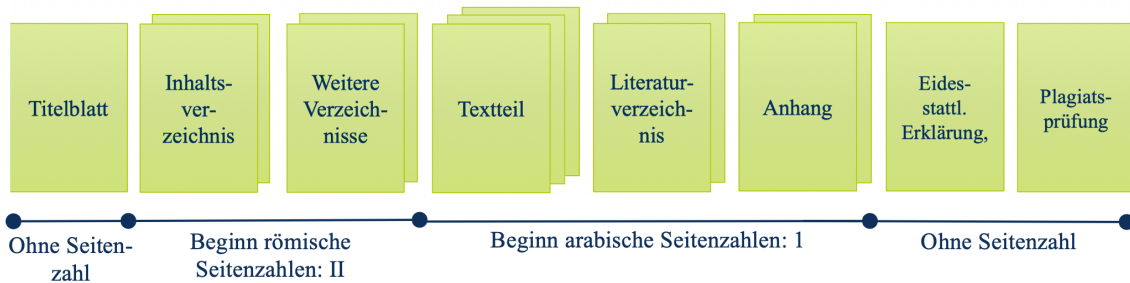 Titelblatt
Inhalts-
ver-
zeichnis
Weitere
Verzeich-
nisse
Textteil
Literatur-
verzeich-
nis
Anhang
Eides-
stattl.
Erklärung,
Plagiats-
prüfung
Ohne Seiten-
zahl
Beginn römische
Seitenzahlen: II
Beginn arabische Seitenzahlen: 1
Ohne Seitenzahl